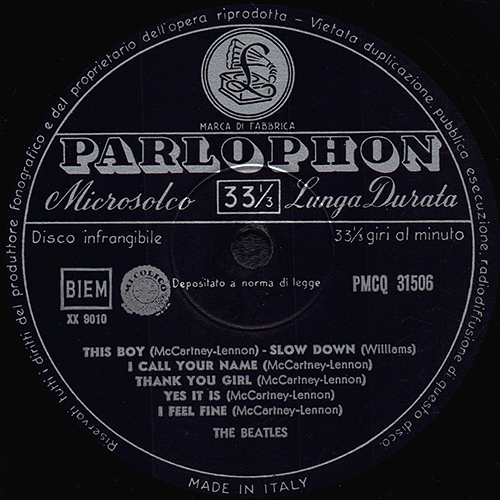 Riservati tutti i diritti del produttore fonografico e del proprietario dell'opera riprodotta - Vietata duplicazione, pubblica esecuzione, radiodiffusione di questo disco.
MARCA DI FABBRICA
PARLOPHON
Microsolco 33⅓ Lunga Durata
Disco infrangibile 33⅓ giri al minuto
BIEM Depositato a norma di legge PMCQ 31506
XX 9010
THIS BOY (McCartney-Lennon) - SLOW DOWN (Williams)
I CALL YOUR NAME (McCartney-Lennon)
THANK YOU GIRL (McCartney-Lennon)
YES IT IS (McCartney-Lennon)
I FEEL FINE (McCartney-Lennon)
THE BEATLES
MADE IN ITALY